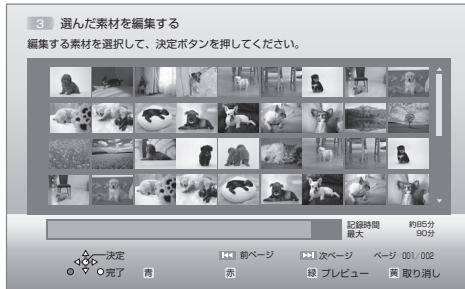 3 選んだ素材を編集する
編集する素材を選択して、決定ボタンを押してください。
記録時間 約85分
最大 90分
決定
完了 青 赤 緑 プレビュー 黄 取り消し
前ページ 次ページ ページ 001/002